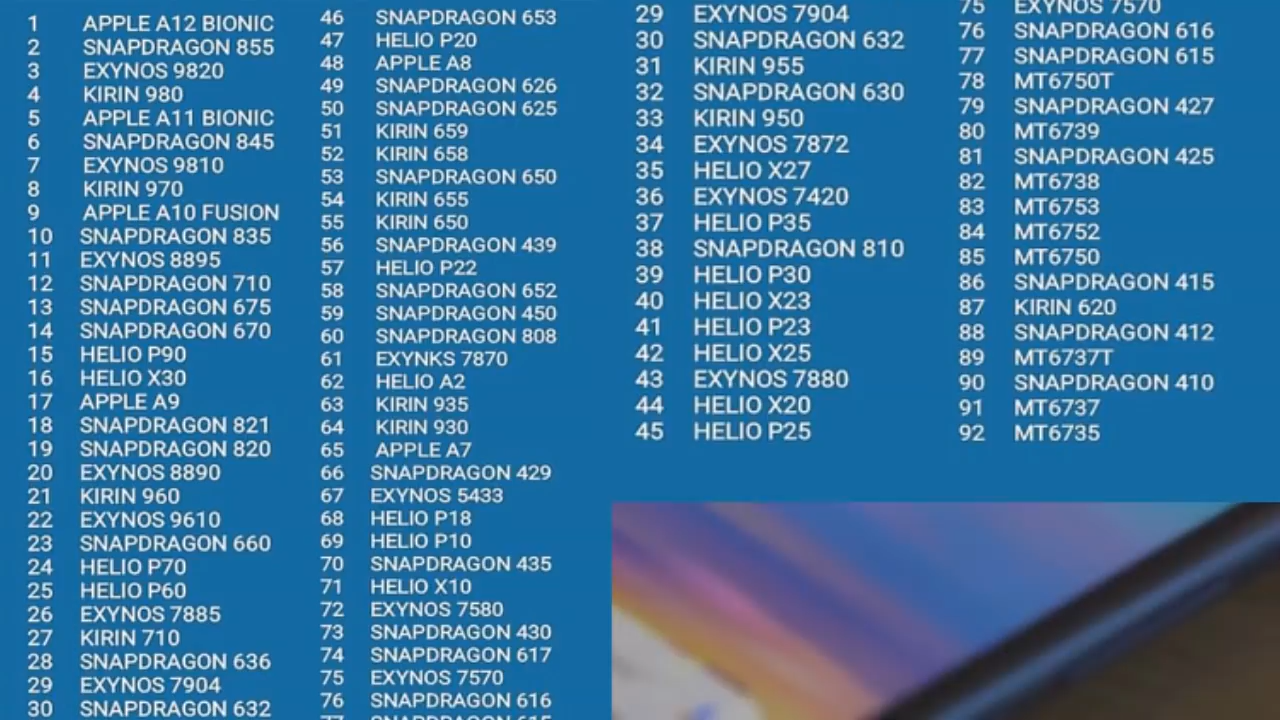 1 APPLE A12 BIONIC
2 SNAPDRAGON 855
3 EXYNOS 9820
4 KIRIN 980
5 APPLE A11 BIONIC
6 SNAPDRAGON 845
7 EXYNOS 9810
8 KIRIN 970
9 APPLE A10 FUSION
10 SNAPDRAGON 835
11 EXYNOS 8895
12 SNAPDRAGON 710
13 SNAPDRAGON 675
14 SNAPDRAGON 670
15 HELIO P90
16 HELIO X30
17 APPLE A9
18 SNAPDRAGON 821
19 SNAPDRAGON 820
20 EXYNOS 8890
21 KIRIN 960
22 EXYNOS 9610
23 SNAPDRAGON 660
24 HELIO P70
25 HELIO P60
26 EXYNOS 7885
27 KIRIN 710
28 SNAPDRAGON 636
29 EXYNOS 7904
30 SNAPDRAGON 632
46 SNAPDRAGON 653
47 HELIO P20
48 APPLE A8
49 SNAPDRAGON 626
50 SNAPDRAGON 625
51 KIRIN 659
52 KIRIN 658
53 SNAPDRAGON 650
54 KIRIN 655
55 KIRIN 650
56 SNAPDRAGON 439
57 HELIO P22
58 SNAPDRAGON 652
59 SNAPDRAGON 450
60 SNAPDRAGON 808
61 EXYNKS 7870
62 HELIO A2
63 KIRIN 935
64 KIRIN 930
65 APPLE A7
66 SNAPDRAGON 429
67 EXYNOS 5433
68 HELIO P18
69 HELIO P10
70 SNAPDRAGON 435
71 HELIO X10
72 EXYNOS 7580
73 SNAPDRAGON 430
74 SNAPDRAGON 617
75 EXYNOS 7570
76 SNAPDRAGON 616
77 SNAPDRAGON 615
29 EXYNOS 7904
30 SNAPDRAGON 632
31 KIRIN 955
32 SNAPDRAGON 630
33 KIRIN 950
34 EXYNOS 7872
35 HELIO X27
36 EXYNOS 7420
37 HELIO P35
38 SNAPDRAGON 810
39 HELIO P30
40 HELIO X23
41 HELIO P23
42 HELIO X25
43 EXYNOS 7880
44 HELIO X20
45 HELIO P25
75 EXYNOS 7570
76 SNAPDRAGON 616
77 SNAPDRAGON 615
78 MT6750T
79 SNAPDRAGON 427
80 MT6739
81 SNAPDRAGON 425
82 MT6738
83 MT6753
84 MT6752
85 MT6750
86 SNAPDRAGON 415
87 KIRIN 620
88 SNAPDRAGON 412
89 MT6737T
90 SNAPDRAGON 410
91 MT6737
92 MT6735